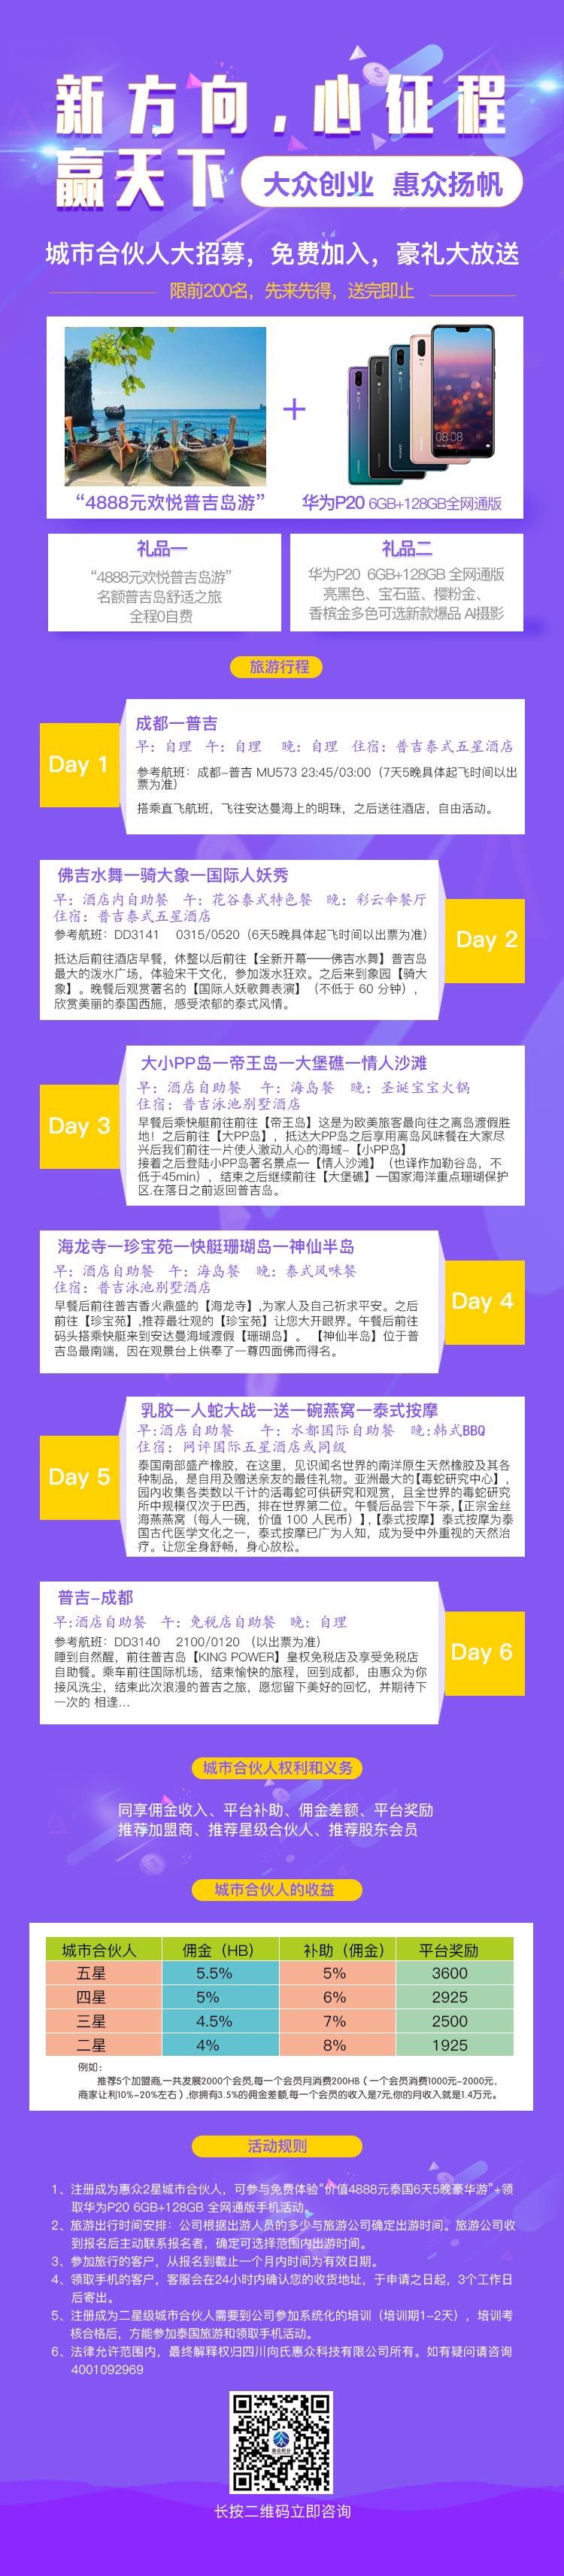 新方向，心征程
赢天下
大众创业 惠众扬帆
城市合伙人大招募，免费加入，豪礼大放送
限前200名，先来先得，送完即止
“4888元欢悦普吉岛游”
华为P20 6GB+128GB全网通版
08:08
礼品一
“4888元欢悦普吉岛游”
名额普吉岛舒适之旅
全程0自费
礼品二
华为P20 6GB+128GB 全网通版
亮黑色、宝石蓝、樱粉金、
香槟金多色可选新款爆品 AI摄影
旅游行程
Day 1
成都—普吉
早：自理 午：自理 晚：自理 住宿：普吉泰式五星酒店
参考航班：成都-普吉 MU573 23:45/03:00（7天5晚具体起飞时间以出
票为准）
搭乘直飞航班，飞往安达曼海上的明珠，之后送往酒店，自由活动。
Day 2
佛吉水舞—骑大象—国际人妖秀
早：酒店内自助餐 午：花谷泰式特色餐 晚：彩云伞餐厅
住宿：普吉泰式五星酒店
参考航班：DD3141 0315/0520（6天5晚具体起飞时间以出票为准）
抵达后前往酒店早餐，休整以后前往【全新开幕——佛吉水舞】普吉岛
最大的泼水广场，体验宋干文化，参加泼水狂欢。之后来到象园【骑大
象】。晚餐后观赏著名的【国际人妖歌舞表演】（不低于 60 分钟），
欣赏美丽的泰国西施，感受浓郁的泰式风情。
Day 3
大小PP岛—帝王岛—大堡礁—情人沙滩
早：酒店自助餐 午：海岛餐 晚：圣诞宝宝火锅
住宿：普吉泳池别墅酒店
早餐后乘快艇前往前往【帝王岛】这是为欧美旅客最向往之离岛渡假胜
地！之后前往【大PP岛】，抵达大PP岛之后享用离岛风味餐在大家尽
兴后我们前往一片使人激动人心的海域-【小PP岛】
接着之后登陆小PP岛著名景点—【情人沙滩】（也译作加勒谷岛，不
低于45min），结束之后继续前往【大堡礁】—国家海洋重点珊瑚保护
区.在落日之前返回普吉岛。
Day 4
海龙寺—珍宝苑—快艇珊瑚岛—神仙半岛
早：酒店自助餐 午：海岛餐 晚：泰式风味餐
住宿：普吉泳池别墅酒店
早餐后前往普吉香火鼎盛的【海龙寺】,为家人及自己祈求平安。之后
前往【珍宝苑】,推荐最壮观的【珍宝苑】让您大开眼界。午餐后前往
码头搭乘快艇来到安达曼海域渡假【珊瑚岛】。【神仙半岛】位于普
吉岛最南端，因在观景台上供奉了一尊四面佛而得名。
Day 5
乳胶—人蛇大战—送一碗燕窝—泰式按摩
早:酒店自助餐 午：水都国际自助餐 晚:韩式BBQ
住宿：网评国际五星酒店或同级
泰国南部盛产橡胶，在这里，见识闻名世界的南洋原生天然橡胶及其各
种制品，是自用及赠送亲友的最佳礼物。亚洲最大的【毒蛇研究中心】，
园内收集各类数以千计的活毒蛇可供研究和观赏，且全世界的毒蛇研究
所中规模仅次于巴西，排在世界第二位。午餐后品尝下午茶，【正宗金丝
海燕燕窝（每人一碗，价值 100 人民币）】，【泰式按摩】泰式按摩为泰
国古代医学文化之一，泰式按摩已广为人知，成为受中外重视的天然治
疗。让您全身舒畅，身心放松。
Day 6
普吉-成都
早:酒店自助餐 午：免税店自助餐 晚：自理
参考航班：DD3140 2100/0120 （以出票为准）
睡到自然醒，前往普吉岛【KING POWER】皇权免税店及享受免税店
自助餐。乘车前往国际机场，结束愉快的旅程，回到成都，由惠众为你
接风洗尘，结束此次浪漫的普吉之旅，愿您留下美好的回忆，并期待下
一次的 相逢...
城市合伙人权利和义务
同享佣金收入、平台补助、佣金差额、平台奖励
推荐加盟商、推荐星级合伙人、推荐股东会员
城市合伙人的收益
城市合伙人 佣金（HB） 补助（佣金） 平台奖励
五星 5.5% 5% 3600
四星 5% 6% 2925
三星 4.5% 7% 2500
二星 4% 8% 1925
例如：
推荐5个加盟商,一共发展2000个会员,每一个会员月消费200HB（一个会员消费1000元-2000元，
商家让利10%-20%左右）,你拥有3.5%的佣金差额,每一个会员的收入是7元,你的月收入就是1.4万元。
活动规则
1、注册成为惠众2星城市合伙人，可参与免费体验“价值4888元泰国6天5晚豪华游”+领
取华为P20 6GB+128GB 全网通版手机活动。
2、旅游出行时间安排：公司根据出游人员的多少与旅游公司确定出游时间。旅游公司收
到报名后主动联系报名者，确定可选择范围内出游时间。
3、参加旅行的客户，从报名到截止一个月内时间为有效日期。
4、领取手机的客户，客服会在24小时内确认您的收货地址，于申请之日起，3个工作日
后寄出。
5、注册成为二星级城市合伙人需要到公司参加系统化的培训（培训期1-2天），培训考
核合格后，方能参加泰国旅游和领取手机活动。
6、法律允许范围内，最终解释权归四川向氏惠众科技有限公司所有。如有疑问请咨询
4001092969
长按二维码立即咨询